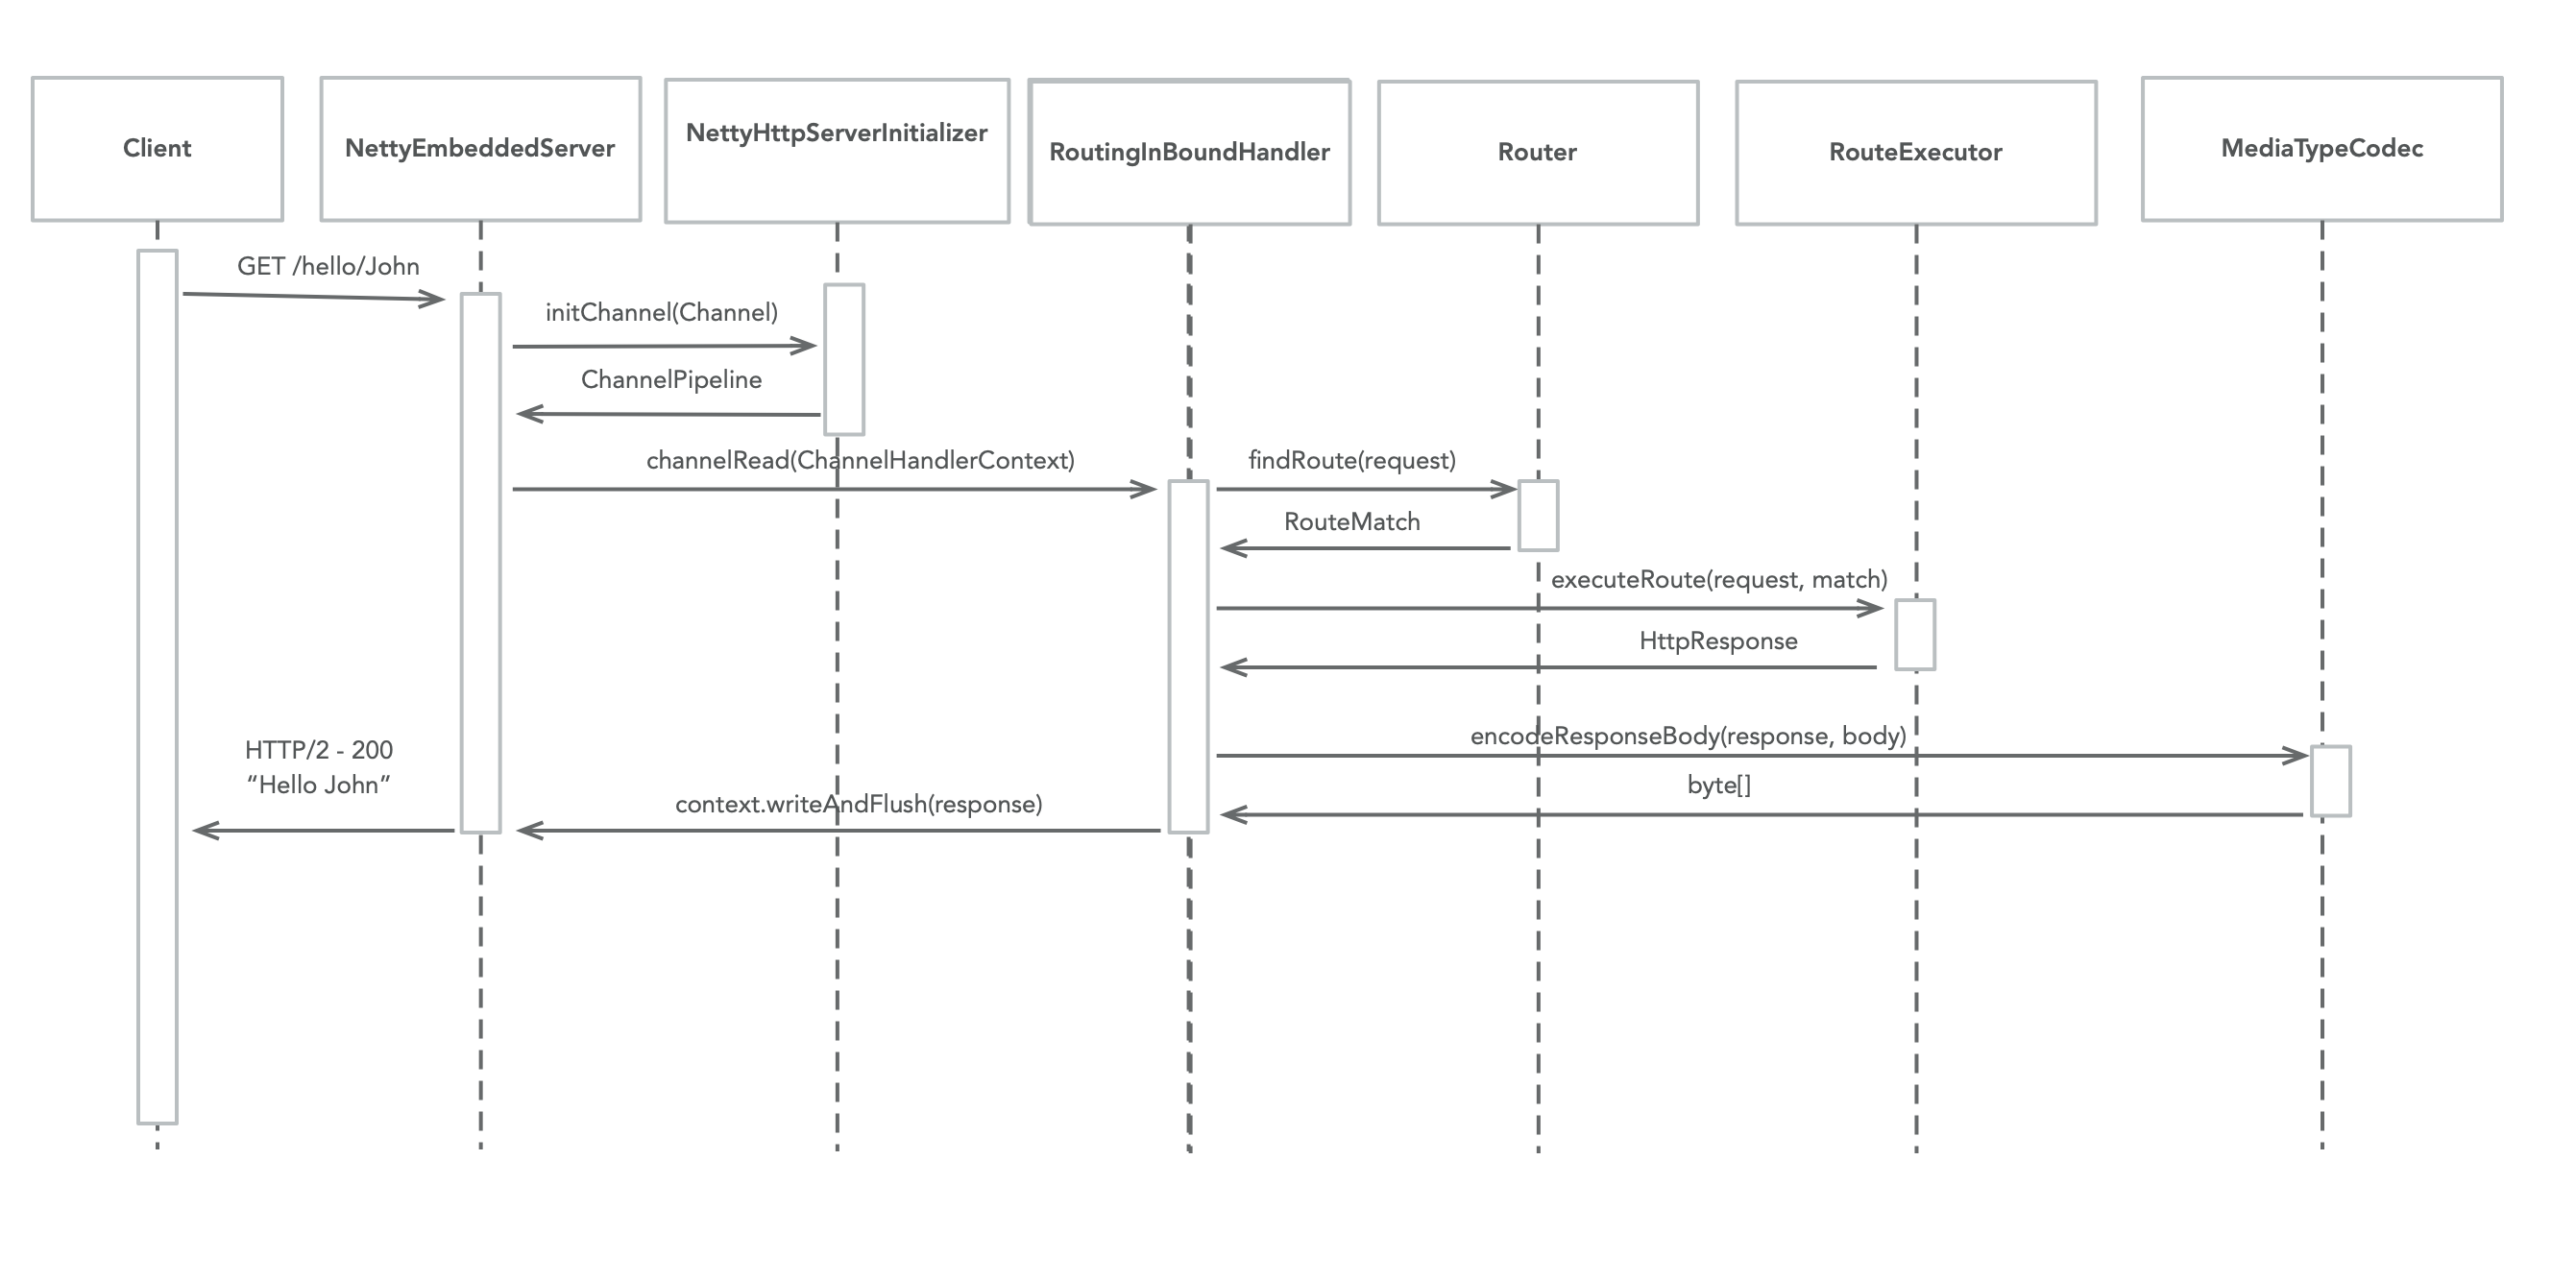 Client
NettyEmbeddedServer
NettyHttpServerInitializer
RoutingInBoundHandler
Router
RouteExecutor
MediaTypeCodec
GET /hello/John
initChannel(Channel)
ChannelPipeline
channelRead(ChannelHandlerContext)
findRoute(request)
RouteMatch
executeRoute(request, match)
HttpResponse
encodeResponseBody(response, body)
byte[]
context.writeAndFlush(response)
HTTP/2 - 200
“Hello John”